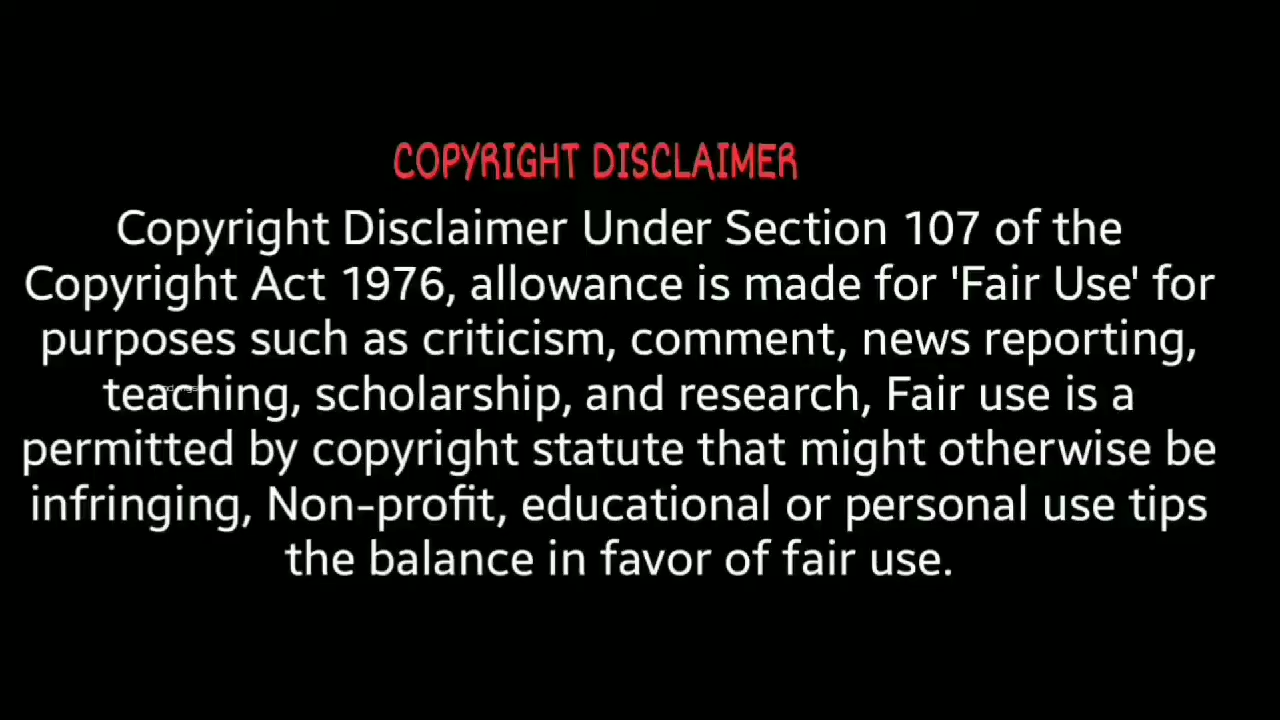 COPYRIGHT DISCLAIMER
Copyright Disclaimer Under Section 107 of the
Copyright Act 1976, allowance is made for 'Fair Use' for
purposes such as criticism, comment, news reporting,
teaching, scholarship, and research, Fair use is a
permitted by copyright statute that might otherwise be
infringing, Non-profit, educational or personal use tips
the balance in favor of fair use.